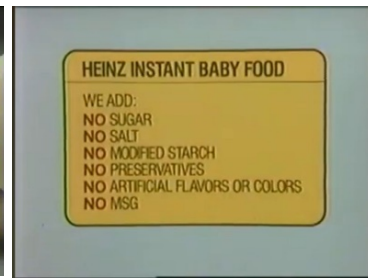 HEINZ INSTANT BABY FOOD
WE ADD:
NO SUGAR
NO SALT
NO MODIFIED STARCH
NO PRESERVATIVES
NO ARTIFICIAL FLAVORS OR COLORS
NO MSG